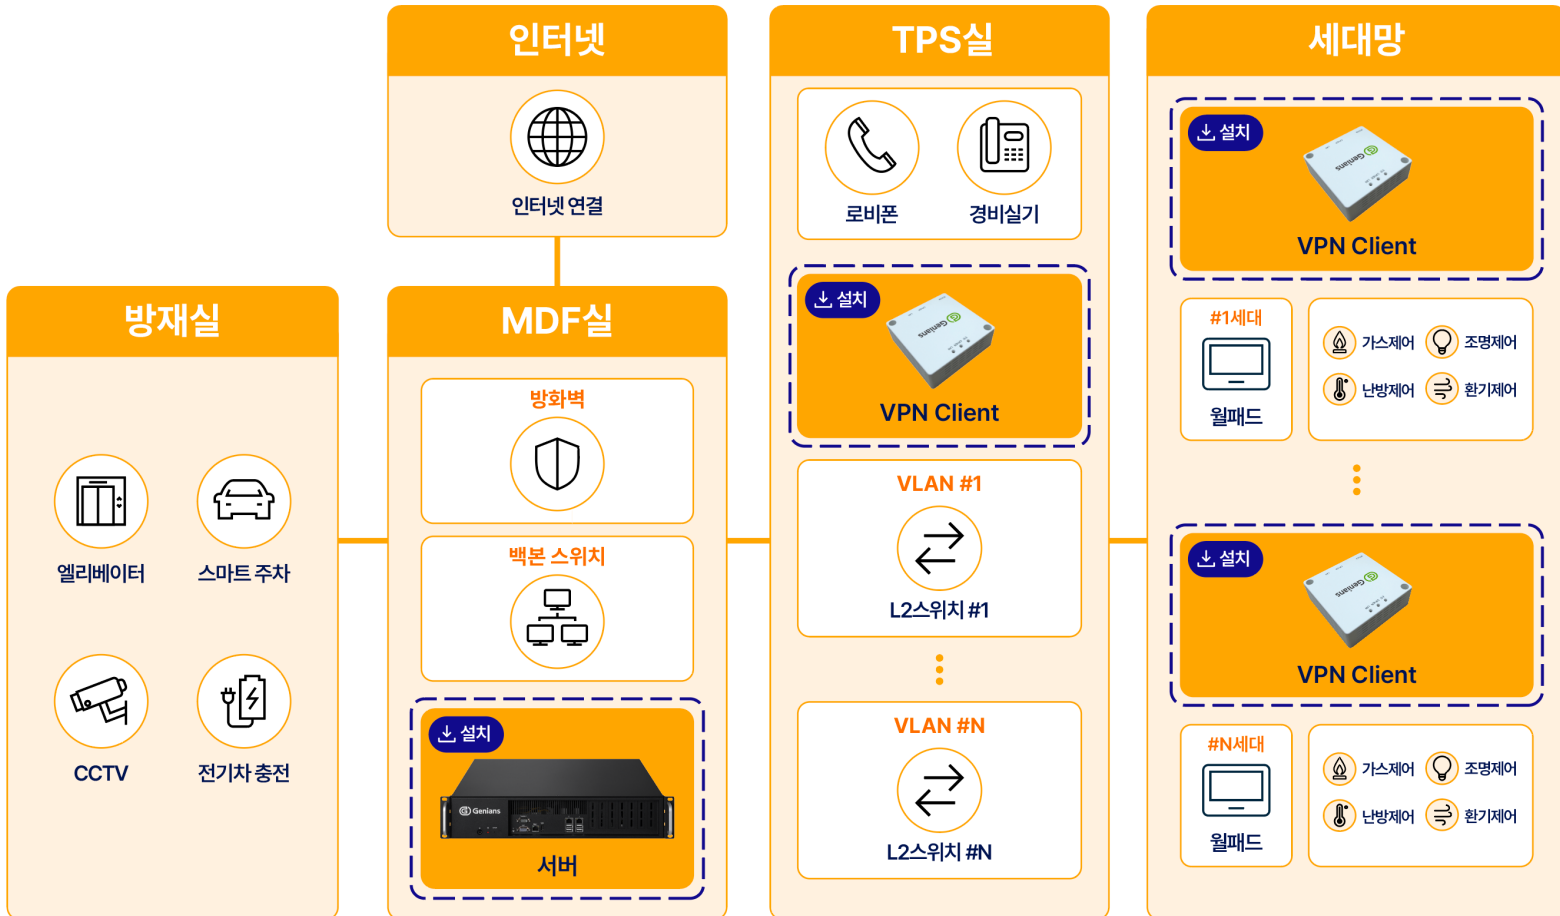 인터넷
인터넷 연결
방재실
엘리베이터
스마트 주차
CCTV
전기차 충전
MDF실
방화벽
백본 스위치
설치
Genians
서버
TPS실
로비폰
경비실기
설치
Genians
VPN Client
VLAN #1
L2스위치 #1
VLAN #N
L2스위치 #N
세대망
설치
Genians
VPN Client
#1세대
월패드
가스제어
조명제어
난방제어
환기제어
설치
Genians
VPN Client
#N세대
월패드
가스제어
조명제어
난방제어
환기제어